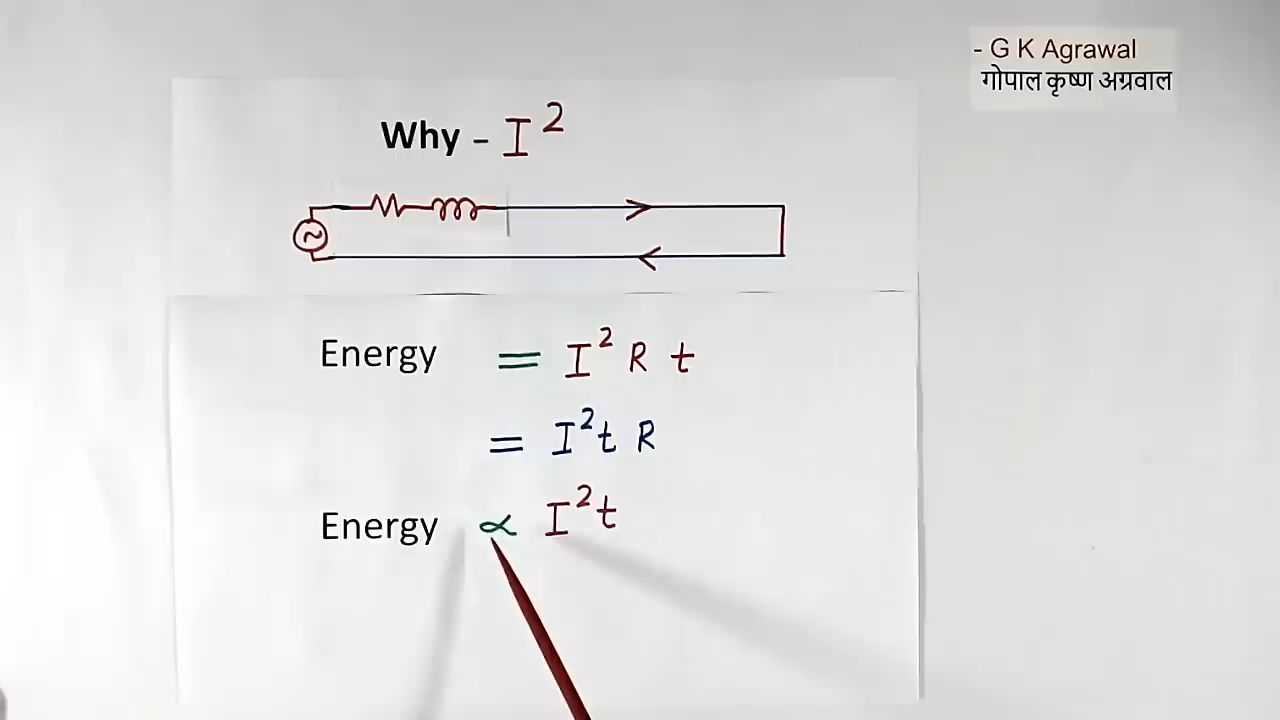 - G K Agrawal
गोपाल कृष्ण अग्रवाल
Why - I²
~
Energy = I² R t
= I²t R
Energy ∝ I²t